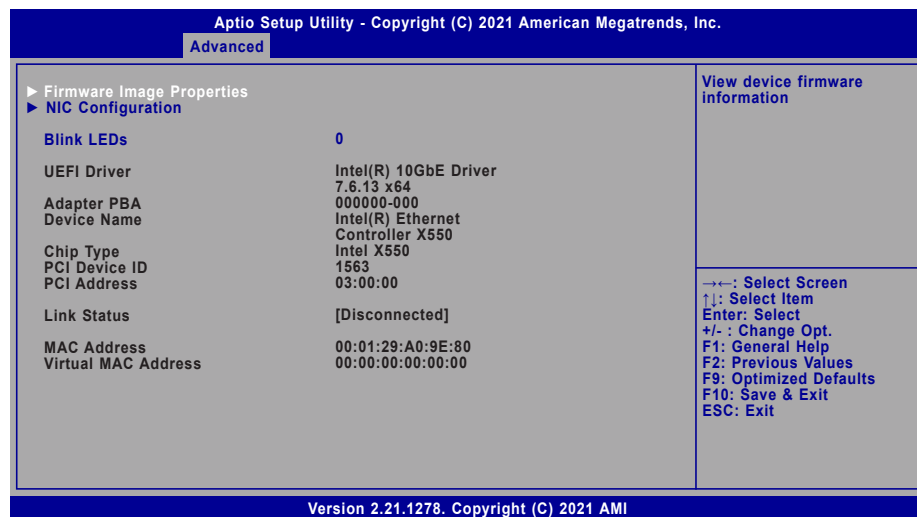 Aptio Setup Utility - Copyright (C) 2021 American Megatrends, Inc.
Advanced
► Firmware Image Properties
► NIC Configuration
Blink LEDs 0
UEFI Driver Intel(R) 10GbE Driver
7.6.13 x64
Adapter PBA 000000-000
Device Name Intel(R) Ethernet
Controller X550
Chip Type Intel X550
PCI Device ID 1563
PCI Address 03:00:00
Link Status [Disconnected]
MAC Address 00:01:29:A0:9E:80
Virtual MAC Address 00:00:00:00:00:00
View device firmware
information
→←: Select Screen
↑↓: Select Item
Enter: Select
+/- : Change Opt.
F1: General Help
F2: Previous Values
F9: Optimized Defaults
F10: Save & Exit
ESC: Exit
Version 2.21.1278. Copyright (C) 2021 AMI